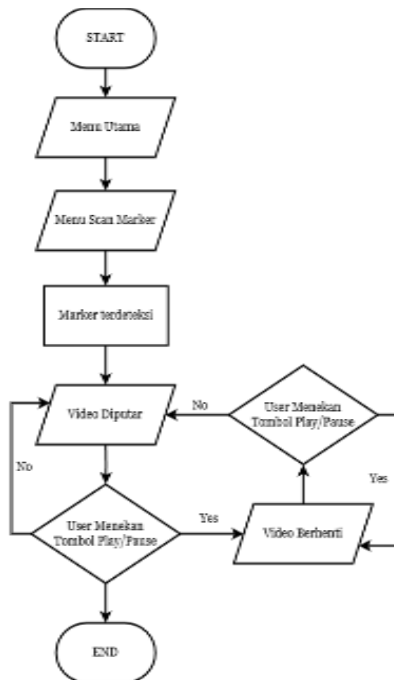 START
Menu Utama
Menu Scan Marker
Marker terdeteksi
Video Diputar
No
User Menekan
Tombol Play/Pause
No
Yes
User Menekan
Tombol Play/Pause
Yes
Video Berhenti
END